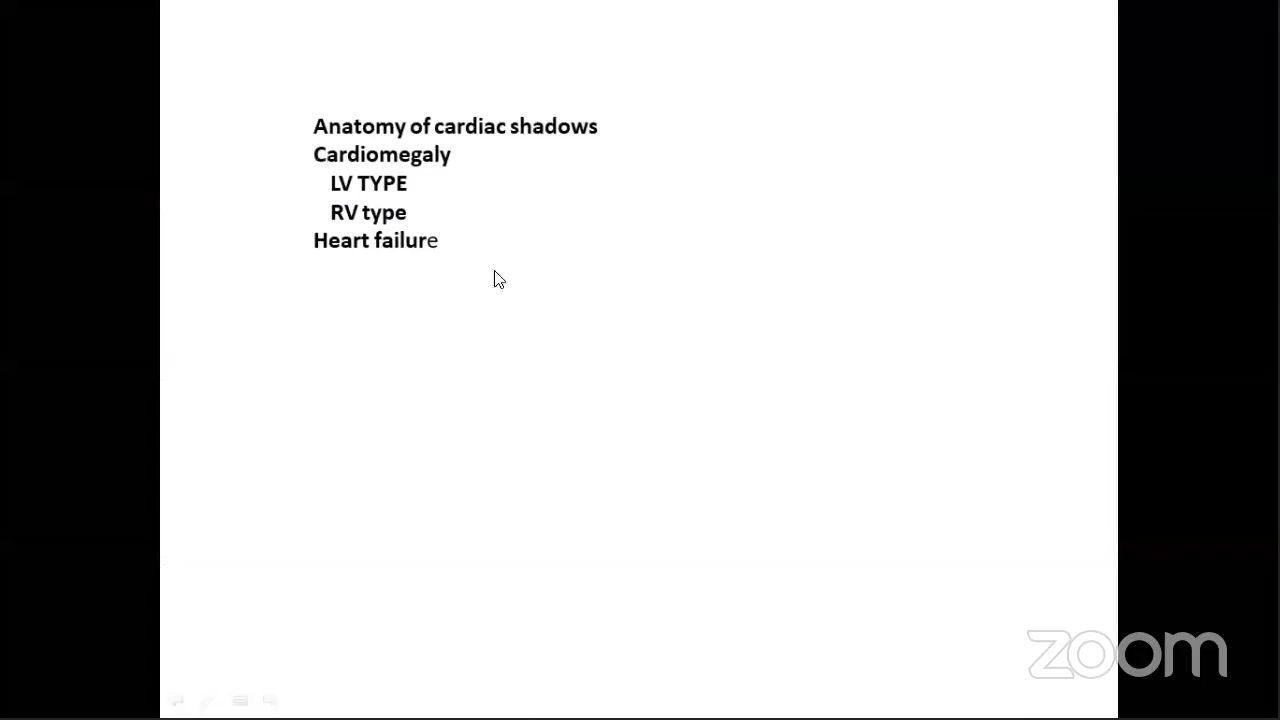 Anatomy of cardiac shadows
Cardiomegaly
LV TYPE
RV type
Heart failure
zoom